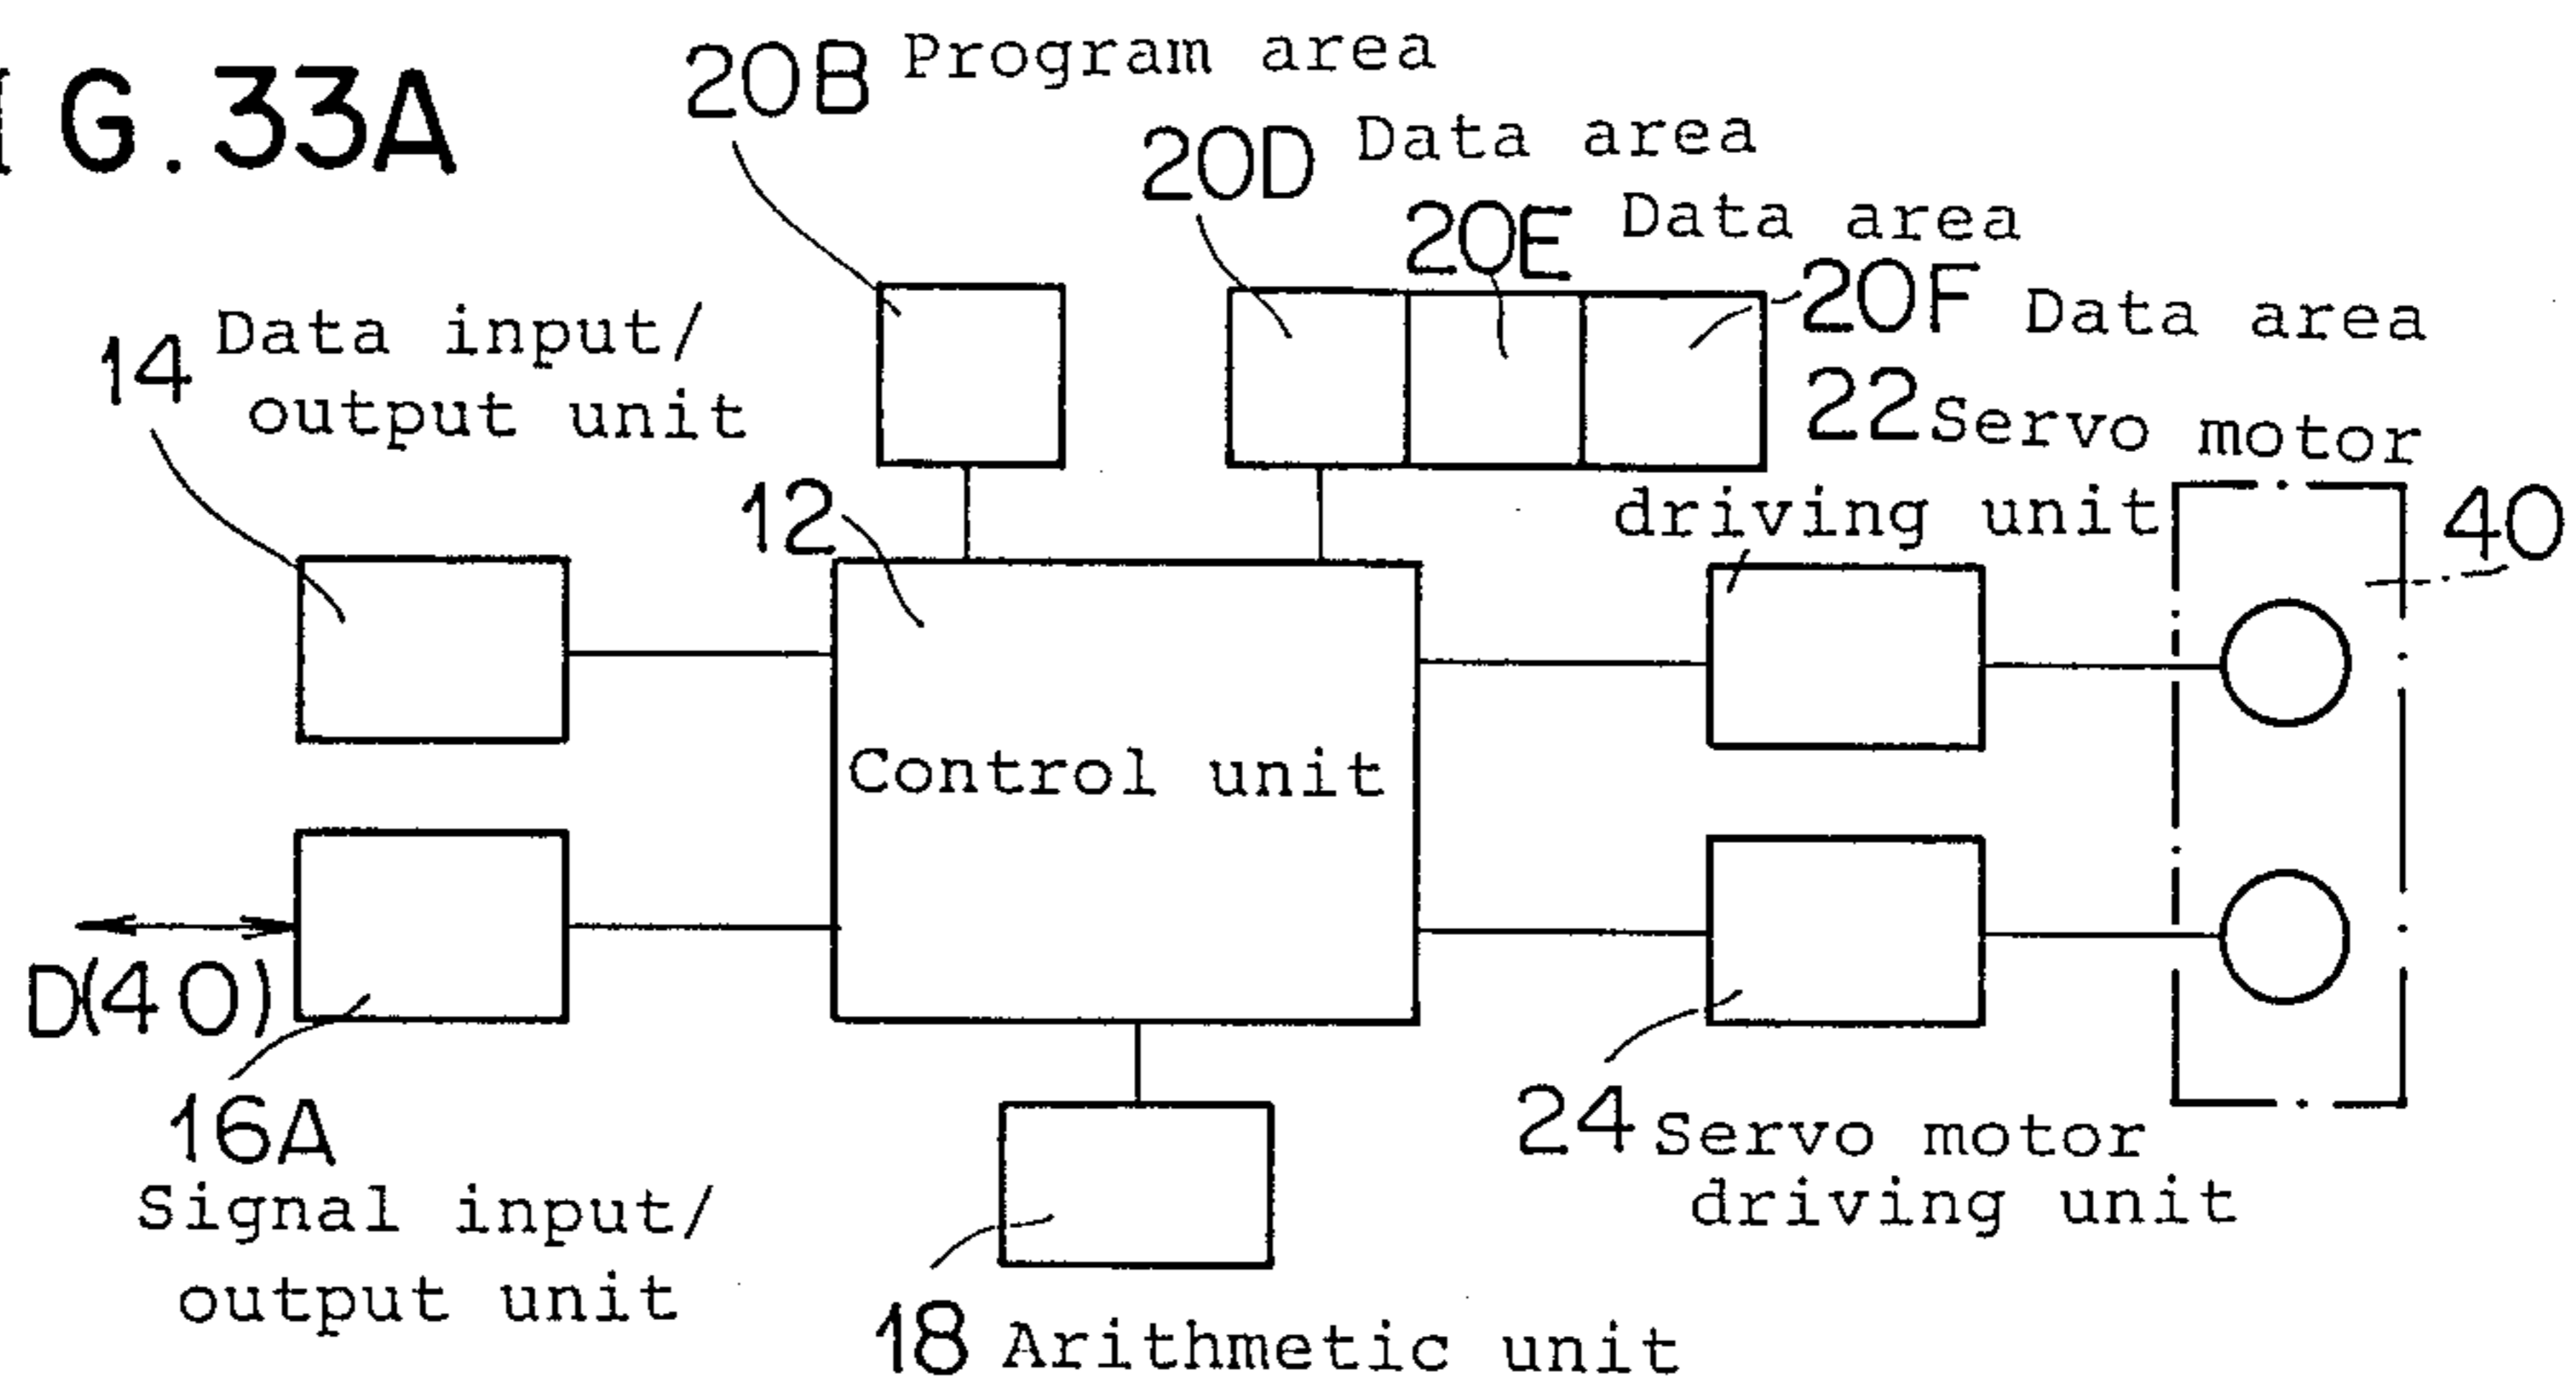 IG.33A
20B Program area
20D Data area
20E Data area
20F Data area
14 Data input/
output unit
22 Servo motor
driving unit
12
40
Control unit
D(40)
16A
Signal input/
output unit
24 Servo motor
driving unit
18 Arithmetic unit